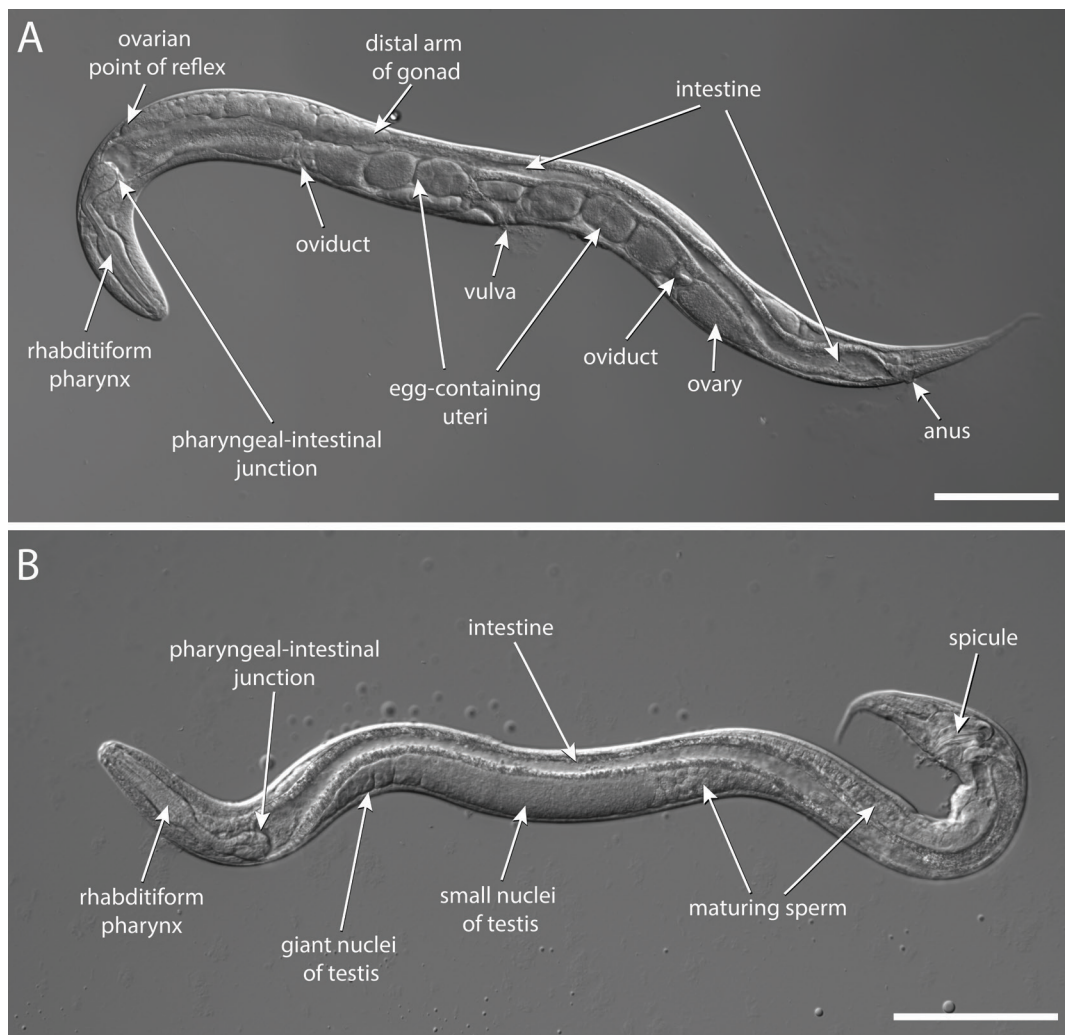 A
ovarian
point of reflex
distal arm
of gonad
intestine
oviduct
vulva
rhabditiform
pharynx
egg-containing
uteri
oviduct
ovary
anus
pharyngeal-intestinal
junction
B
pharyngeal-intestinal
junction
intestine
spicule
rhabditiform
pharynx
giant nuclei
of testis
small nuclei
of testis
maturing sperm